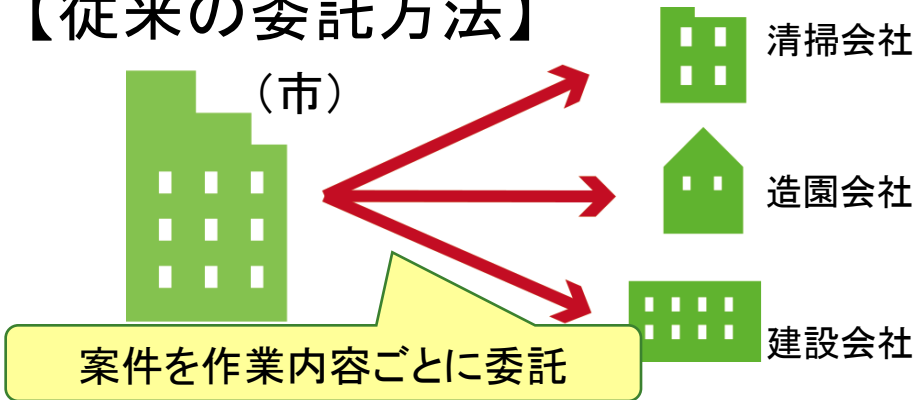 【従来の委託方法】
（市）
清掃会社
造園会社
建設会社
案件を作業内容ごとに委託